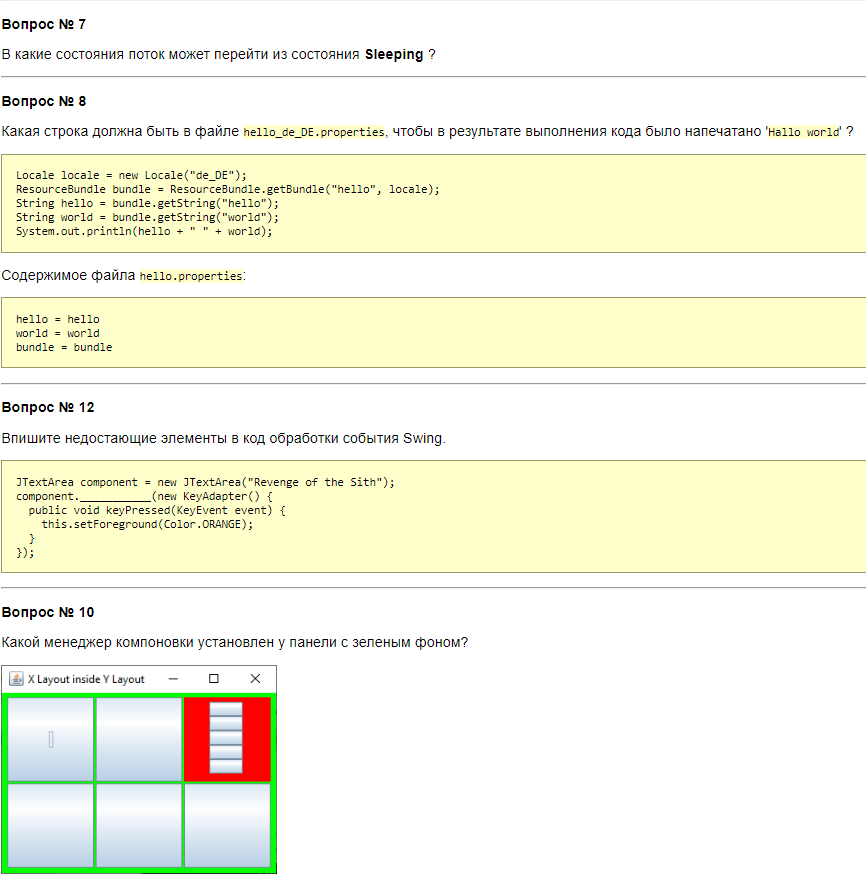 Вопрос № 7
В какие состояния поток может перейти из состояния Sleeping ?
Вопрос № 8
Какая строка должна быть в файле hello_de_DE.properties, чтобы в результате выполнения кода было напечатано 'Hallo world' ?
Locale locale = new Locale("de_DE");
ResourceBundle bundle = ResourceBundle.getBundle("hello", locale);
String hello = bundle.getString("hello");
String world = bundle.getString("world");
System.out.println(hello + " " + world);
Содержимое файла hello.properties:
hello = hello
world = world
bundle = bundle
Вопрос № 12
Впишите недостающие элементы в код обработки события Swing.
JTextArea component = new JTextArea("Revenge of the Sith");
component.___________(new KeyAdapter() {
public void keyPressed(KeyEvent event) {
this.setForeground(Color.ORANGE);
}
});
Вопрос № 10
Какой менеджер компоновки установлен у панели с зеленым фоном?
X Layout inside Y Layout